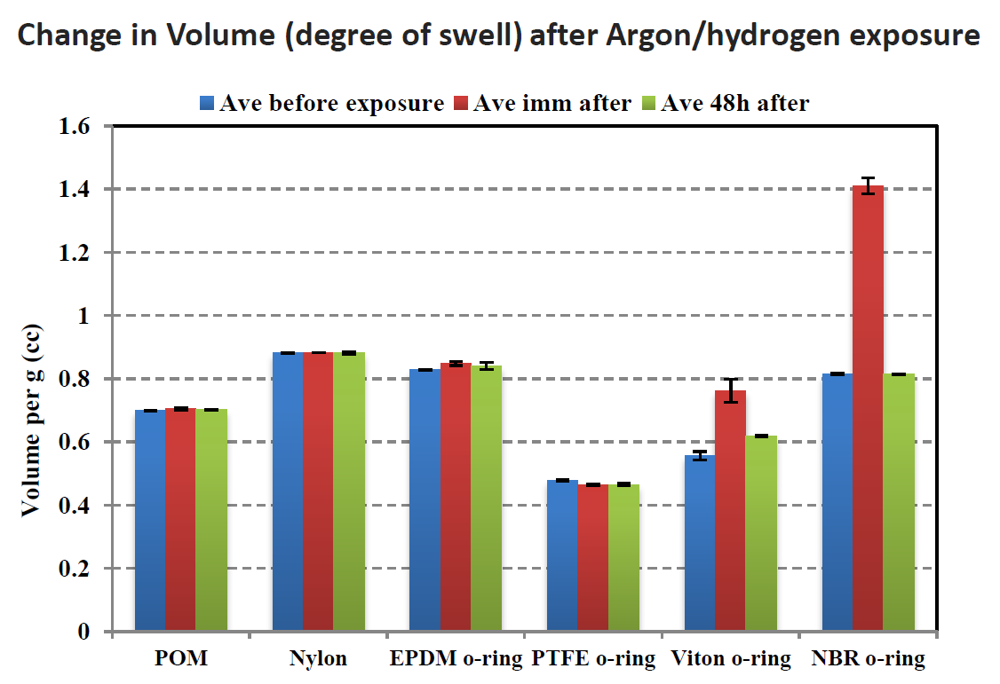 Change in Volume (degree of swell) after Argon/hydrogen exposure
Ave before exposure Ave imm after Ave 48h after
1.6
1.4
1.2
1
0.8
0.6
0.4
0.2
0
Volume per g (cc)
POM Nylon EPDM o-ring PTFE o-ring Viton o-ring NBR o-ring